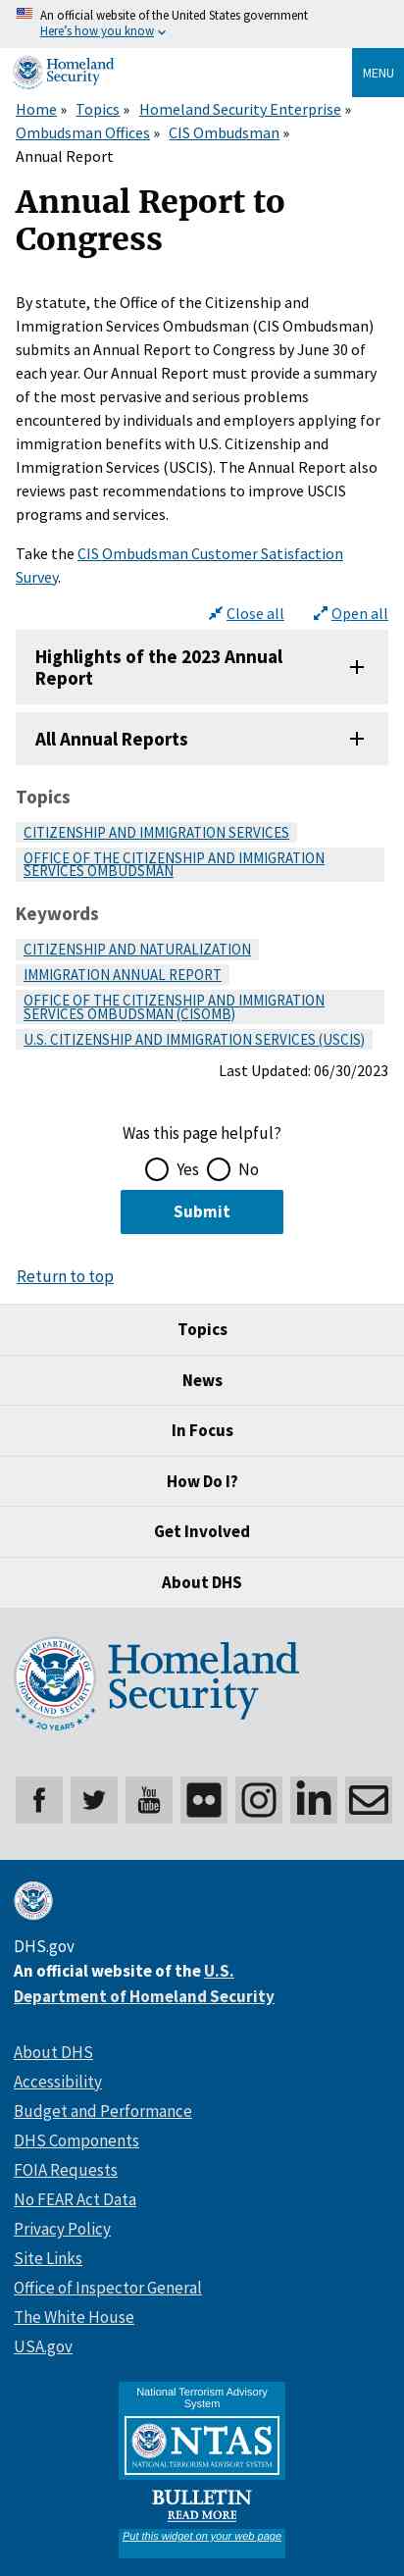 An official website of the United States government
Here's how you know
Homeland
Security
MENU
Home » Topics » Homeland Security Enterprise »
Ombudsman Offices » CIS Ombudsman »
Annual Report
Annual Report to
Congress
By statute, the Office of the Citizenship and
Immigration Services Ombudsman (CIS Ombudsman)
submits an Annual Report to Congress by June 30 of
each year. Our Annual Report must provide a summary
of the most pervasive and serious problems
encountered by individuals and employers applying for
immigration benefits with U.S. Citizenship and
Immigration Services (USCIS). The Annual Report also
reviews past recommendations to improve USCIS
programs and services.
Take the CIS Ombudsman Customer Satisfaction
Survey.
Close all Open all
Highlights of the 2023 Annual
Report
All Annual Reports
Topics
CITIZENSHIP AND IMMIGRATION SERVICES
OFFICE OF THE CITIZENSHIP AND IMMIGRATION
SERVICES OMBUDSMAN
Keywords
CITIZENSHIP AND NATURALIZATION
IMMIGRATION ANNUAL REPORT
OFFICE OF THE CITIZENSHIP AND IMMIGRATION
SERVICES OMBUDSMAN (CISOMB)
U.S. CITIZENSHIP AND IMMIGRATION SERVICES (USCIS)
Last Updated: 06/30/2023
Was this page helpful?
Yes No
Submit
Return to top
Topics
News
In Focus
How Do I?
Get Involved
About DHS
U.S. DEPARTMENT OF
HOMELAND SECURITY
20 YEARS
Homeland
Security
You
Tube
DHS.gov
An official website of the U.S.
Department of Homeland Security
About DHS
Accessibility
Budget and Performance
DHS Components
FOIA Requests
No FEAR Act Data
Privacy Policy
Site Links
Office of Inspector General
The White House
USA.gov
National Terrorism Advisory
System
NTAS
NATIONAL TERRORISM ADVISORY SYSTEM
BULLETIN
READ MORE
Put this widget on your web page